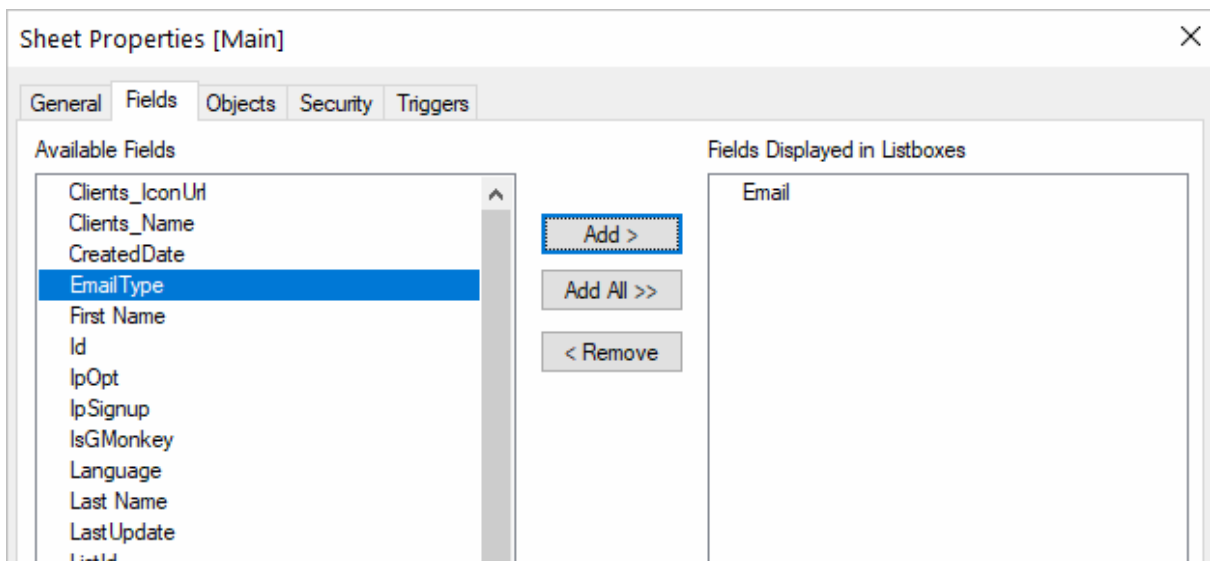 Sheet Properties [Main]
General Fields Objects Security Triggers
Available Fields
Clients_IconUrl
Clients_Name
CreatedDate
EmailType
First Name
Id
IpOpt
IpSignup
IsGMonkey
Language
Last Name
LastUpdate
ListId
Add >
Add All >>
< Remove
Fields Displayed in Listboxes
Email